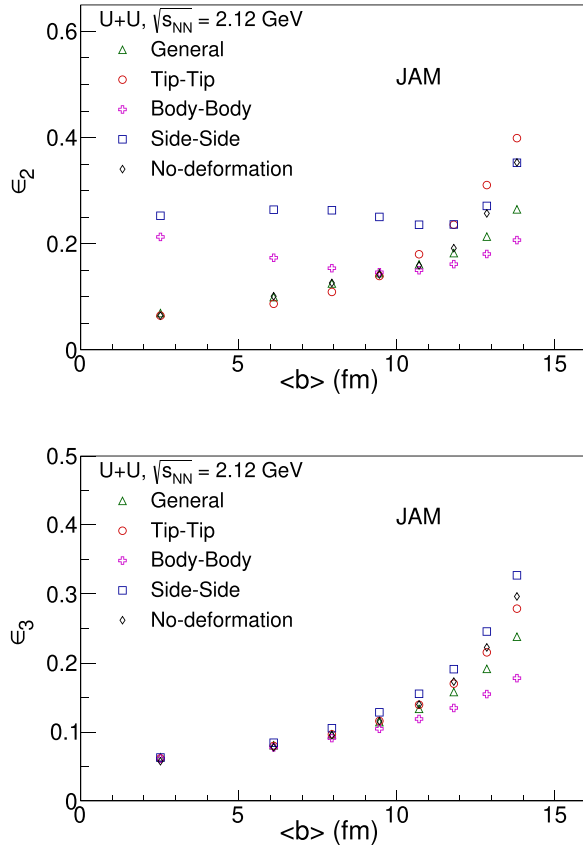 U+U, √sNN = 2.12 GeV
General
Tip-Tip
Body-Body
Side-Side
No-deformation
JAM
0.6
0.4
0.2
0
ϵ2
0 5 10 15
<b> (fm)
U+U, √sNN = 2.12 GeV
General
Tip-Tip
Body-Body
Side-Side
No-deformation
JAM
0.5
0.4
0.3
0.2
0.1
0
ϵ3
0 5 10 15
<b> (fm)